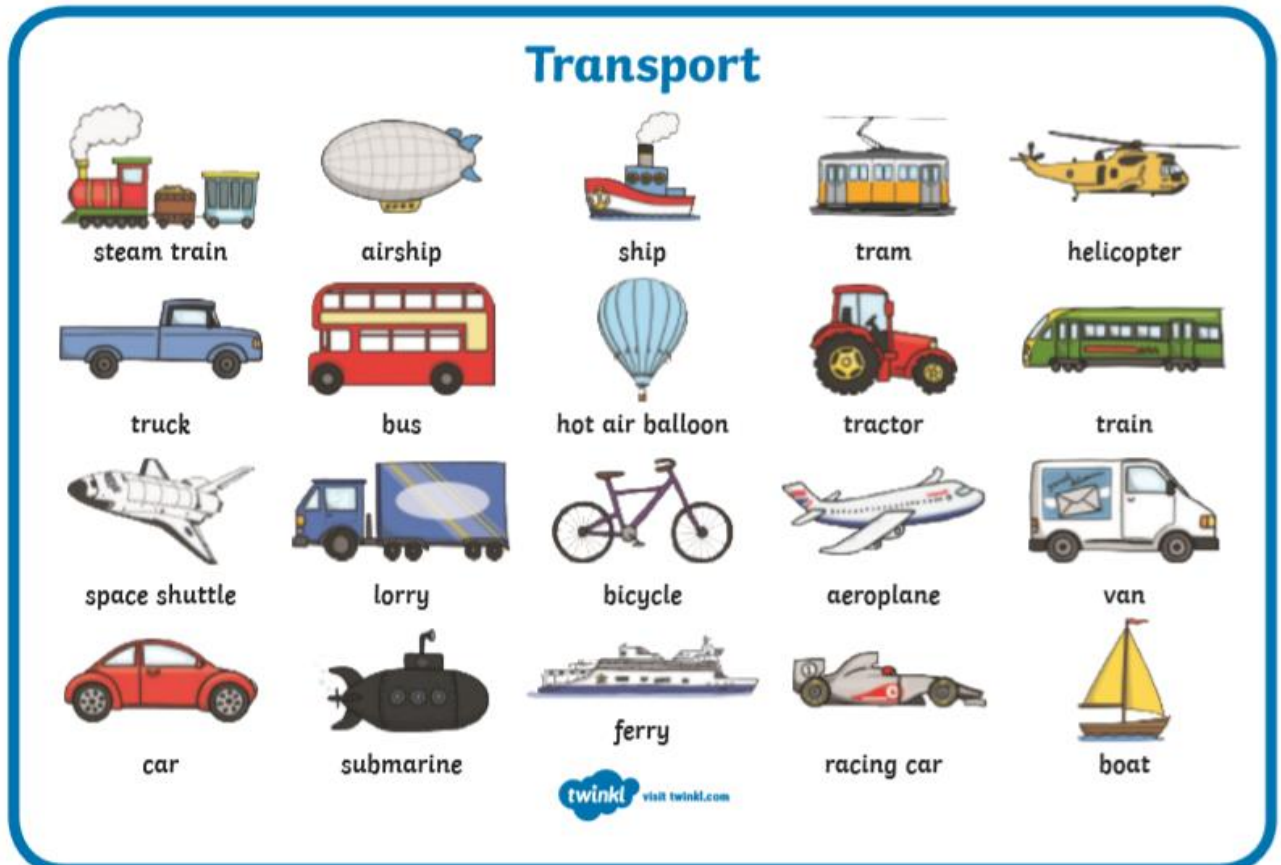 Transport
steam train
airship
ship
tram
helicopter
truck
bus
hot air balloon
tractor
train
space shuttle
lorry
bicycle
aeroplane
van
car
submarine
ferry
racing car
boat
twinkl visit twinkl.com